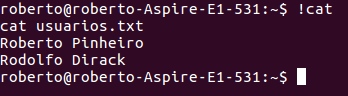 roberto@roberto-Aspire-E1-531:~$ !cat
cat usuarios.txt
Roberto Pinheiro
Rodolfo Dirack
roberto@roberto-Aspire-E1-531:~$